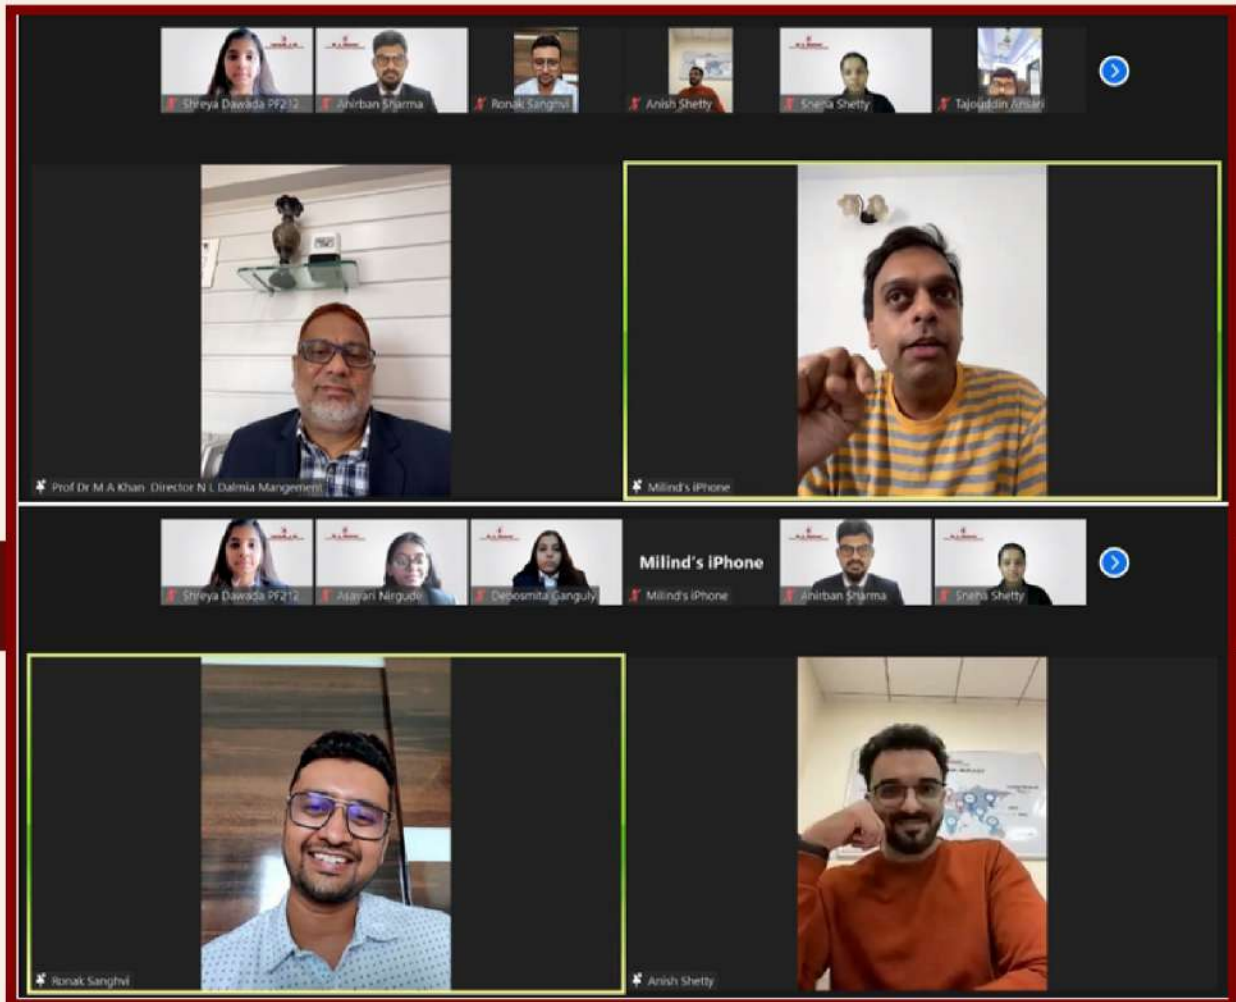 Shreya Dawada PF212
Anirban Sharma
Ronak Sanghvi
Anish Shetty
Sneha Shetty
Tajouddin Ansari
Prof Dr M A Khan Director N L Dalmia Mangement
Milind's iPhone
Shreya Dawada PF212
Asavari Nirgude
Deposmita Ganguly
Milind's iPhone
Milind's iPhone
Anirban Sharma
Sneha Shetty
Ronak Sanghvi
Anish Shetty